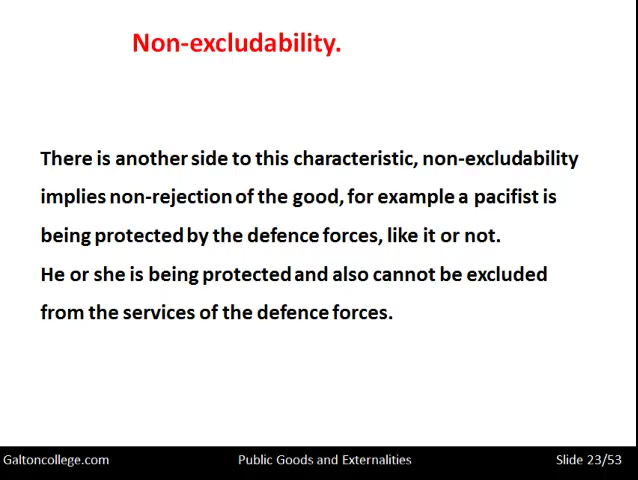 Non-excludability.
There is another side to this characteristic, non-excludability
implies non-rejection of the good, for example a pacifist is
being protected by the defence forces, like it or not.
He or she is being protected and also cannot be excluded
from the services of the defence forces.
Galtoncollege.com Public Goods and Externalities Slide 23/53